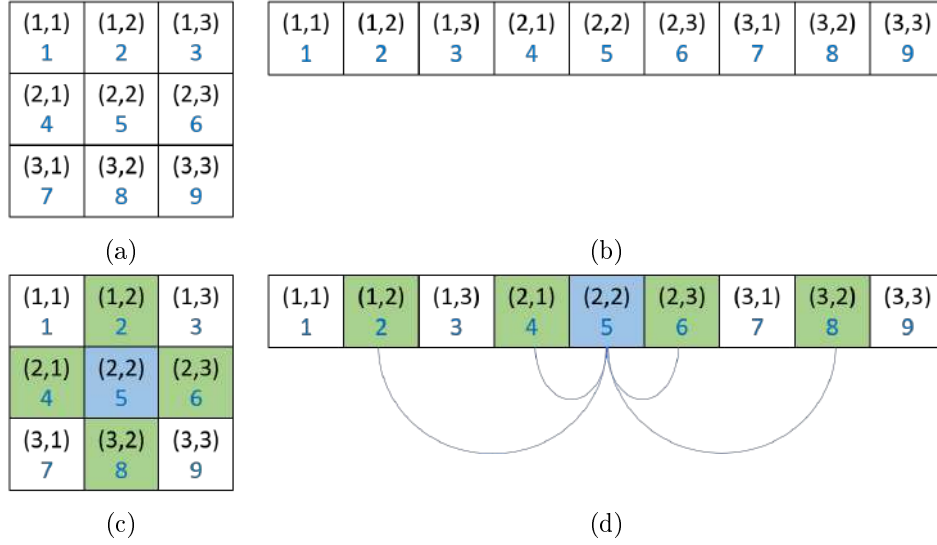 (1,1) (1,2) (1,3)
1 2 3
(2,1) (2,2) (2,3)
4 5 6
(3,1) (3,2) (3,3)
7 8 9
(a)
(1,1) (1,2) (1,3) (2,1) (2,2) (2,3) (3,1) (3,2) (3,3)
1 2 3 4 5 6 7 8 9
(b)
(1,1) (1,2) (1,3)
1 2 3
(2,1) (2,2) (2,3)
4 5 6
(3,1) (3,2) (3,3)
7 8 9
(c)
(1,1) (1,2) (1,3) (2,1) (2,2) (2,3) (3,1) (3,2) (3,3)
1 2 3 4 5 6 7 8 9
(d)